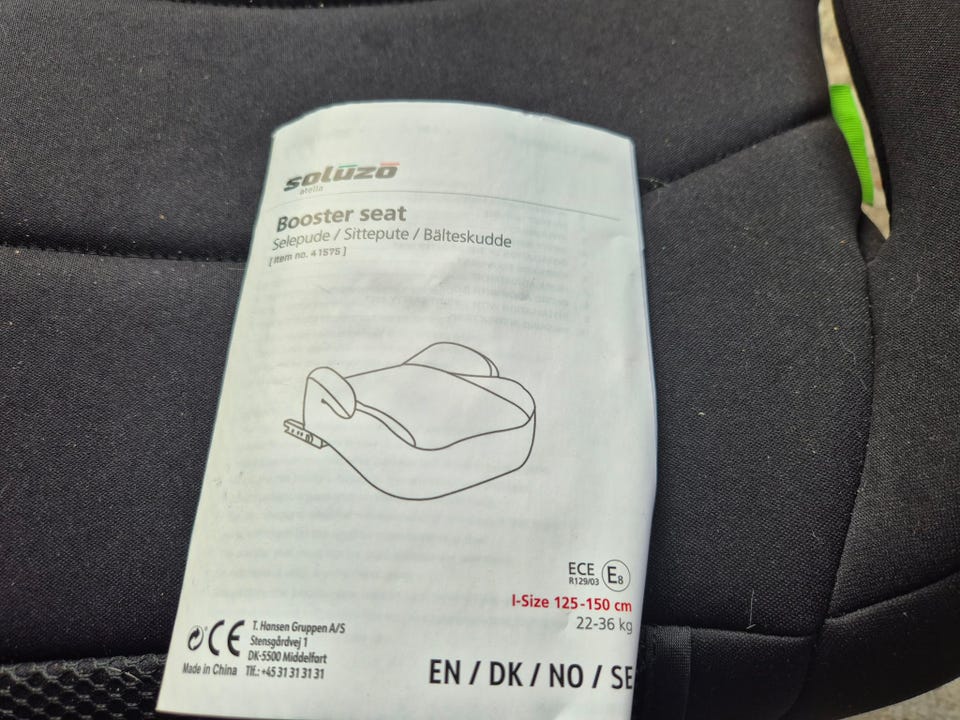 solūzō
atella
Booster seat
Selepude / Sittepute / Bälteskudde
[ Item no. 41575 ]
ECE E8
R129/03
I-Size 125-150 cm
22-36 kg
CE T. Hansen Gruppen A/S
Stensgårdvej 1
DK-5500 Middelfart
Made in China Tlf.: +45 31 31 31 31
EN / DK / NO / SE